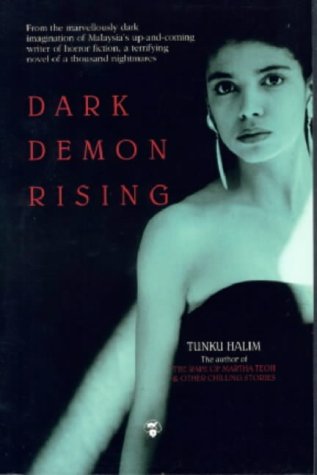 From the marvellously dark
imagination of Malaysia's up-and-coming
writer of horror fiction, a terrifying
novel of a thousand nightmares
DARK
DEMON
RISING
TUNKU HALIM
The author of
THE RAPE OF MARTHA TEOH
& OTHER CHILLING STORIES